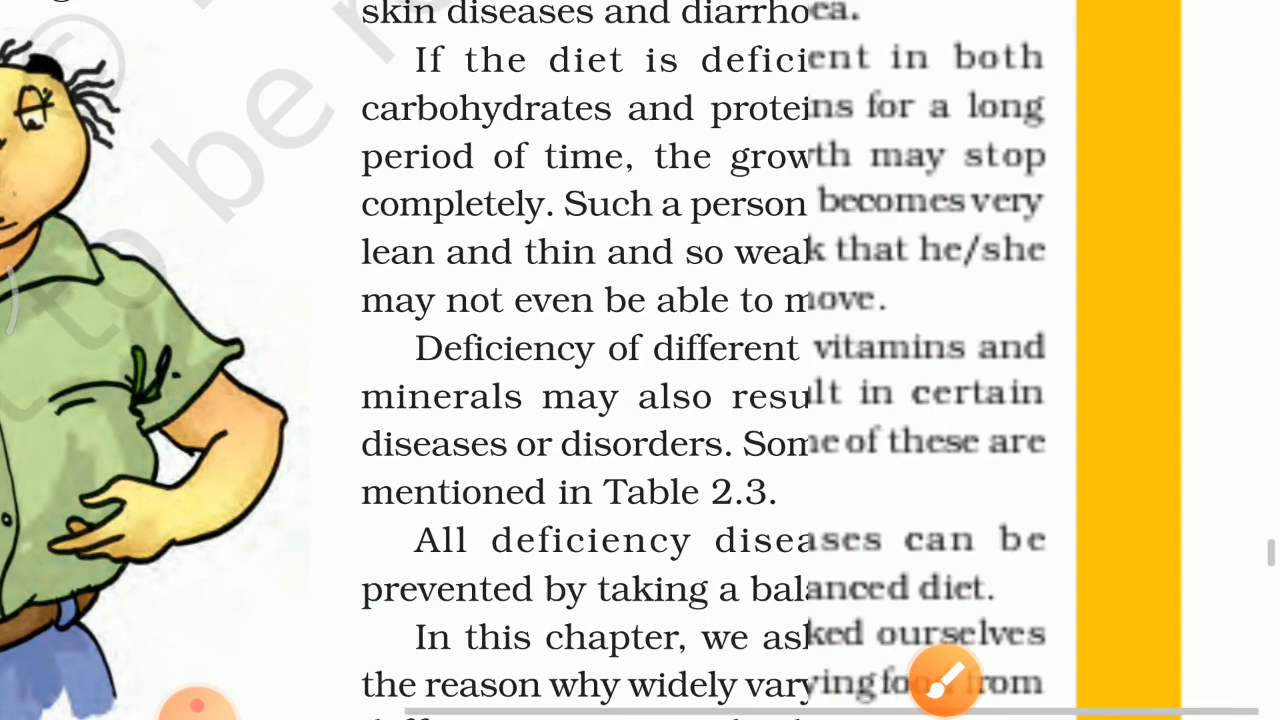 skin diseases and diarrhoea.
If the diet is deficient in both
carbohydrates and proteins for a long
period of time, the growth may stop
completely. Such a person becomes very
lean and thin and so weak that he/she
may not even be able to move.
Deficiency of different vitamins and
minerals may also result in certain
diseases or disorders. Some of these are
mentioned in Table 2.3.
All deficiency diseases can be
prevented by taking a balanced diet.
In this chapter, we asked ourselves
the reason why widely varying food from
© be
to